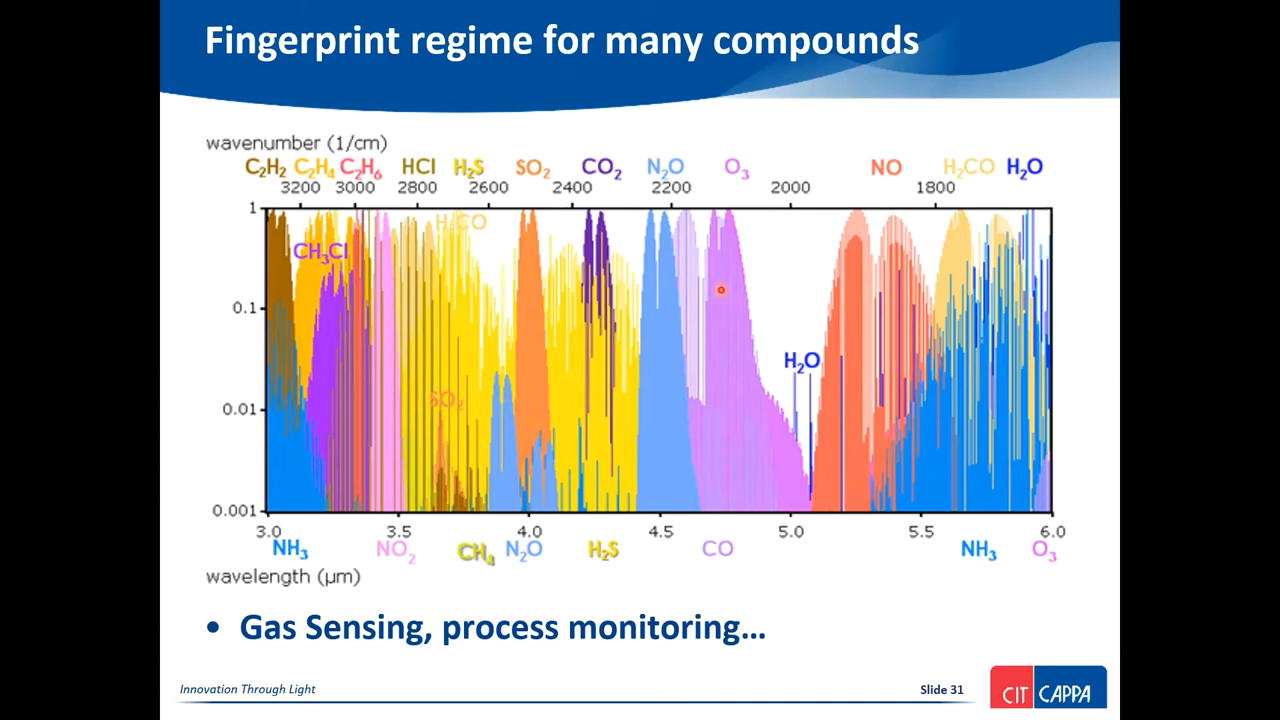 Fingerprint regime for many compounds
wavenumber (1/cm)
C₂H₂ C₂H₄ C₂H₆ HCl H₂S SO₂ CO₂ N₂O O₃ NO H₂CO H₂O
3200 3000 2800 2600 2400 2200 2000 1800
1
H₂CO
CH₃Cl
0.1
H₂O
SO₂
0.01
0.001
3.0 3.5 4.0 4.5 5.0 5.5 6.0
NH₃ NO₂ CH₄ N₂O H₂S CO NH₃ O₃
wavelength (µm)
• Gas Sensing, process monitoring...
Innovation Through Light
Slide 31
CIT CAPPA